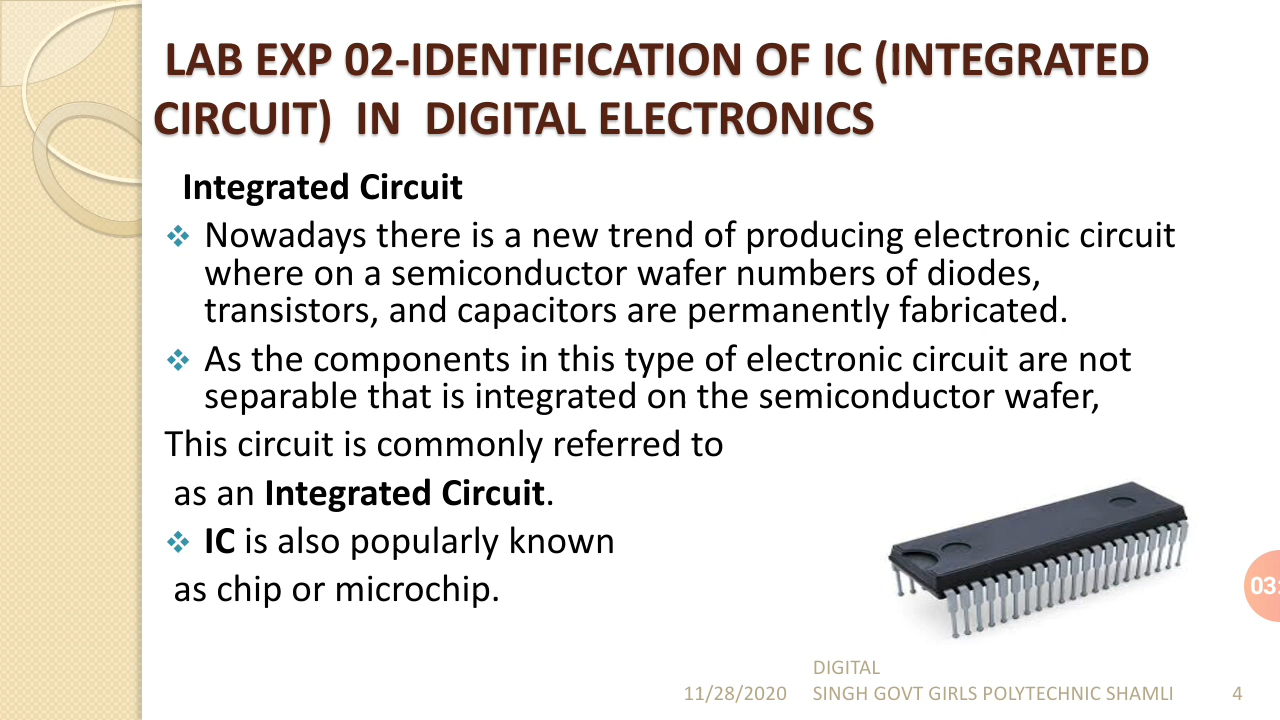 LAB EXP 02-IDENTIFICATION OF IC (INTEGRATED
CIRCUIT) IN DIGITAL ELECTRONICS
Integrated Circuit
❖ Nowadays there is a new trend of producing electronic circuit
where on a semiconductor wafer numbers of diodes,
transistors, and capacitors are permanently fabricated.
❖ As the components in this type of electronic circuit are not
separable that is integrated on the semiconductor wafer,
This circuit is commonly referred to
as an Integrated Circuit.
❖ IC is also popularly known
as chip or microchip.
03:
DIGITAL
11/28/2020 SINGH GOVT GIRLS POLYTECHNIC SHAMLI 4